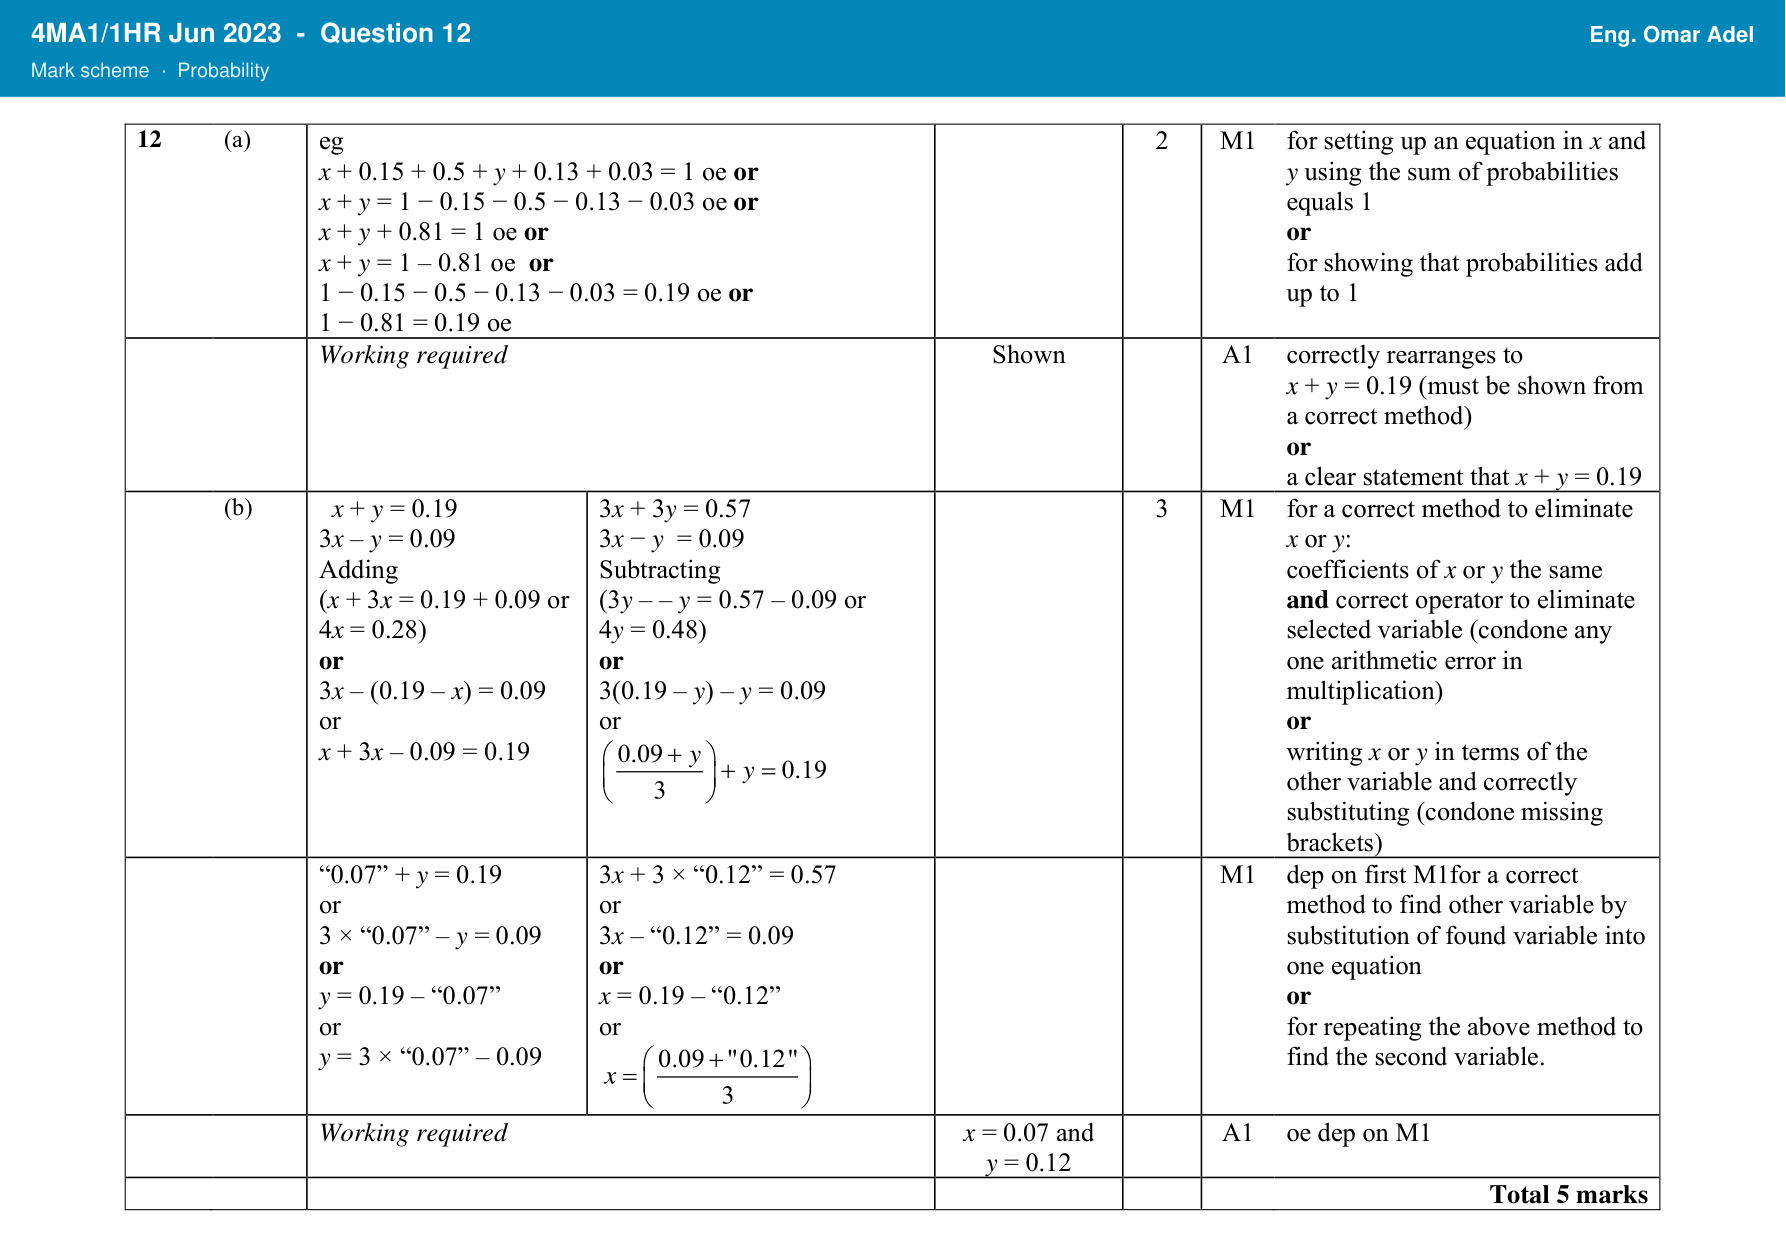 4MA1/1HR Jun 2023 - Question 12
Eng. Omar Adel
Mark scheme · Probability
12 (a) eg 2 M1 for setting up an equation in x and
x + 0.15 + 0.5 + y + 0.13 + 0.03 = 1 oe or y using the sum of probabilities
x + y = 1 − 0.15 − 0.5 − 0.13 − 0.03 oe or equals 1
x + y + 0.81 = 1 oe or or
x + y = 1 – 0.81 oe or for showing that probabilities add
1 − 0.15 − 0.5 − 0.13 − 0.03 = 0.19 oe or up to 1
1 − 0.81 = 0.19 oe
Working required Shown A1 correctly rearranges to
x + y = 0.19 (must be shown from
a correct method)
or
a clear statement that x + y = 0.19
(b) x + y = 0.19 3x + 3y = 0.57 3 M1 for a correct method to eliminate
3x – y = 0.09 3x − y = 0.09 x or y:
Adding Subtracting coefficients of x or y the same
(x + 3x = 0.19 + 0.09 or (3y – – y = 0.57 – 0.09 or and correct operator to eliminate
4x = 0.28) 4y = 0.48) selected variable (condone any
or or one arithmetic error in
3x – (0.19 – x) = 0.09 3(0.19 – y) – y = 0.09 multiplication)
or or or
x + 3x – 0.09 = 0.19 (0.09 + y / 3) + y = 0.19 writing x or y in terms of the
other variable and correctly
substituting (condone missing
brackets)
“0.07” + y = 0.19 3x + 3 × “0.12” = 0.57 M1 dep on first M1for a correct
or or method to find other variable by
3 × “0.07” – y = 0.09 3x – “0.12” = 0.09 substitution of found variable into
or or one equation
y = 0.19 – “0.07” x = 0.19 – “0.12” or
or or for repeating the above method to
y = 3 × “0.07” – 0.09 x = (0.09 + "0.12" / 3) find the second variable.
Working required x = 0.07 and A1 oe dep on M1
y = 0.12
Total 5 marks